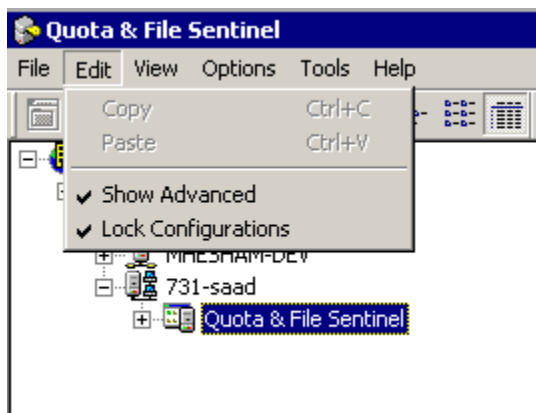 Quota & File Sentinel
File Edit View Options Tools Help
Copy Ctrl+C
Paste Ctrl+V
Show Advanced
Lock Configurations
MHESHAM-DEV
731-saad
Quota & File Sentinel